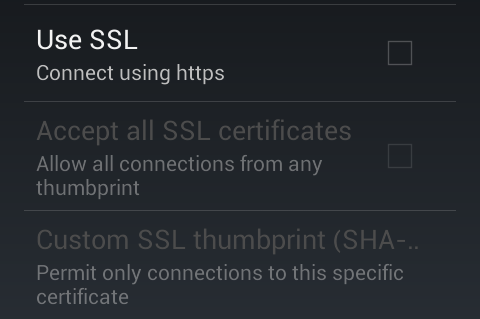 Use SSL
Connect using https
Accept all SSL certificates
Allow all connections from any
thumbprint
Custom SSL thumbprint (SHA-..
Permit only connections to this specific
certificate